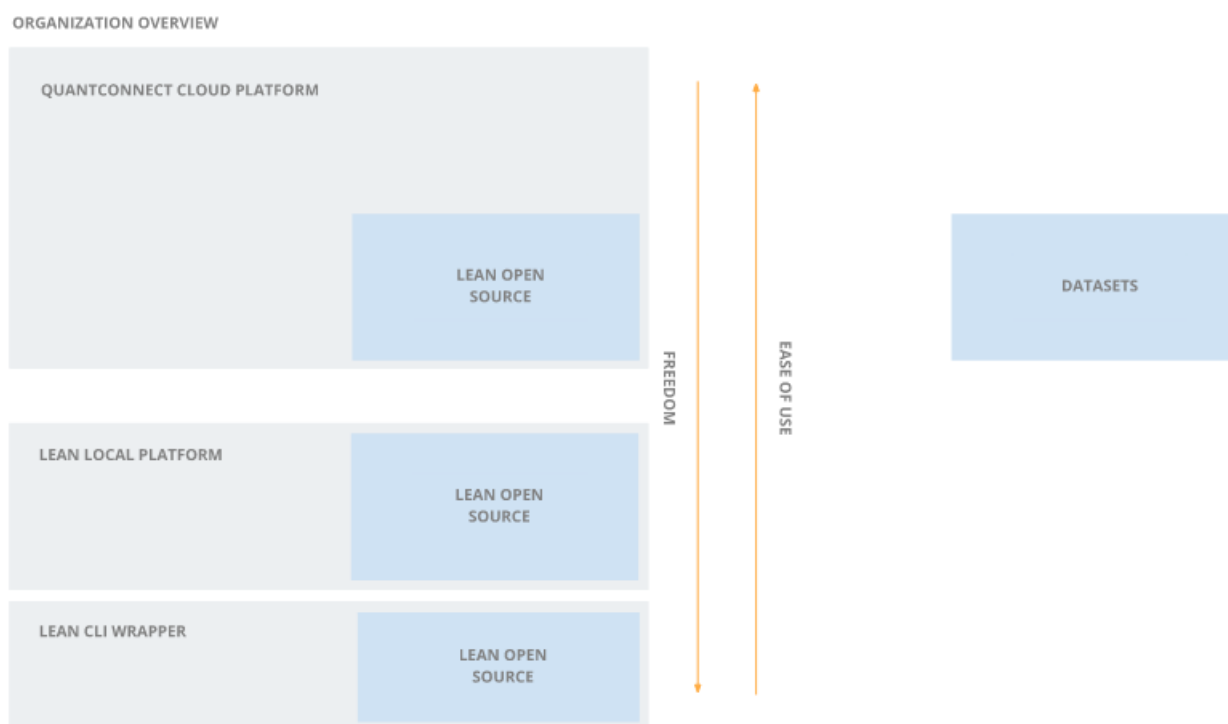 ORGANIZATION OVERVIEW
QUANTCONNECT CLOUD PLATFORM
LEAN OPEN
SOURCE
DATASETS
FREEDOM
EASE OF USE
LEAN LOCAL PLATFORM
LEAN OPEN
SOURCE
LEAN CLI WRAPPER
LEAN OPEN
SOURCE